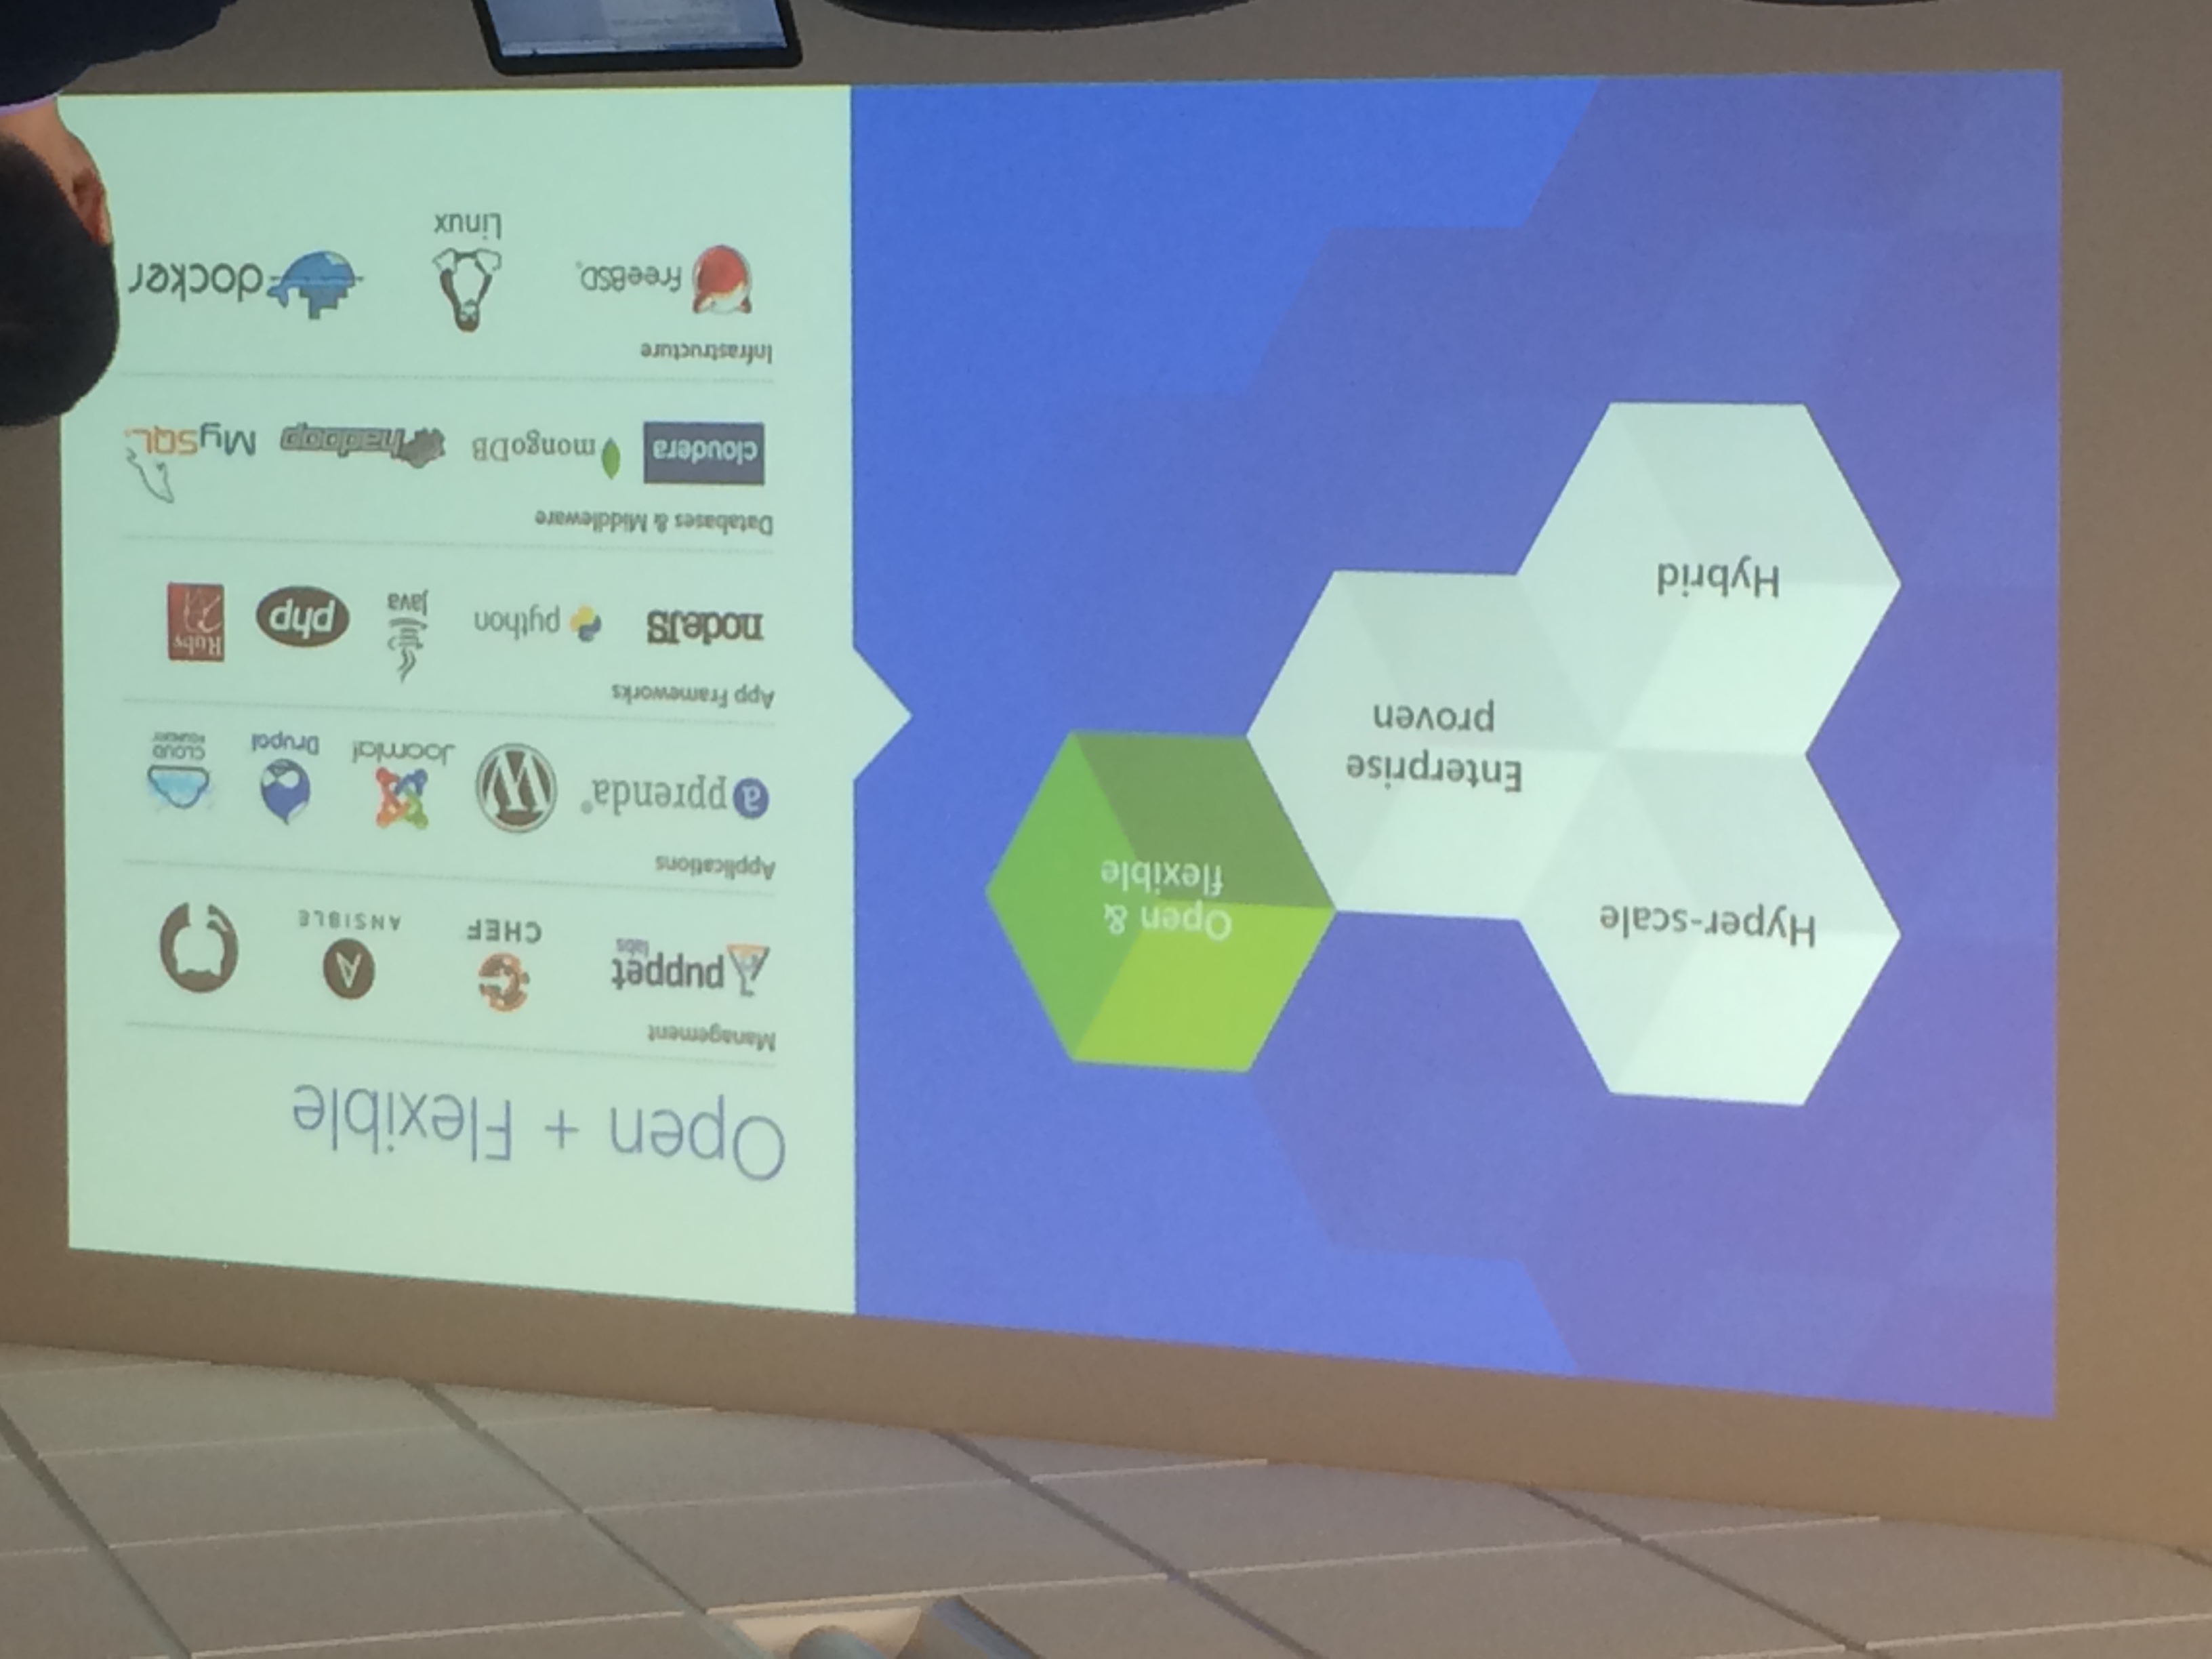 Hyper-scale
Open &
flexible
Enterprise
proven
Hybrid
Open + Flexible
Management
puppet
labs
CHEF
ANSIBLE
Applications
apprenda®
W
Joomla!
Drupal
CLOUD
FOUNDRY
App Frameworks
nodeJS
python
Java
php
Ruby
Databases & Middleware
cloudera
mongoDB
hadoop
MySQL
Infrastructure
FreeBSD
Linux
docker